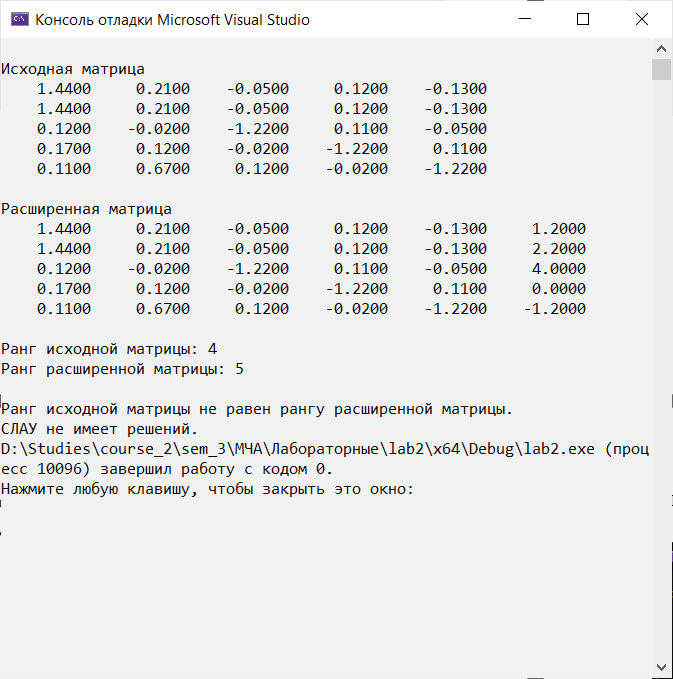 Консоль отладки Microsoft Visual Studio
Исходная матрица
1.4400 0.2100 -0.0500 0.1200 -0.1300
1.4400 0.2100 -0.0500 0.1200 -0.1300
0.1200 -0.0200 -1.2200 0.1100 -0.0500
0.1700 0.1200 -0.0200 -1.2200 0.1100
0.1100 0.6700 0.1200 -0.0200 -1.2200
Расширенная матрица
1.4400 0.2100 -0.0500 0.1200 -0.1300 1.2000
1.4400 0.2100 -0.0500 0.1200 -0.1300 2.2000
0.1200 -0.0200 -1.2200 0.1100 -0.0500 4.0000
0.1700 0.1200 -0.0200 -1.2200 0.1100 0.0000
0.1100 0.6700 0.1200 -0.0200 -1.2200 -1.2000
Ранг исходной матрицы: 4
Ранг расширенной матрицы: 5
Ранг исходной матрицы не равен рангу расширенной матрицы.
СЛАУ не имеет решений.
D:\Studies\course_2\sem_3\МЧА\Лабораторные\lab2\x64\Debug\lab2.exe (проц
есс 10096) завершил работу с кодом 0.
Нажмите любую клавишу, чтобы закрыть это окно: